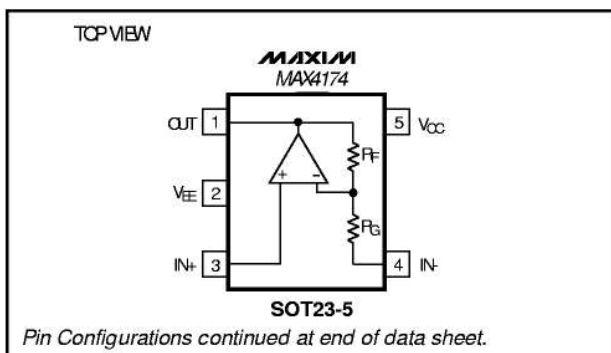 TOP VIEW
MAXIM
MAX4174
OUT 1
5 VCC
RF
+ -
VEE 2
RG
IN+ 3
4 IN-
SOT23-5
Pin Configurations continued at end of data sheet.